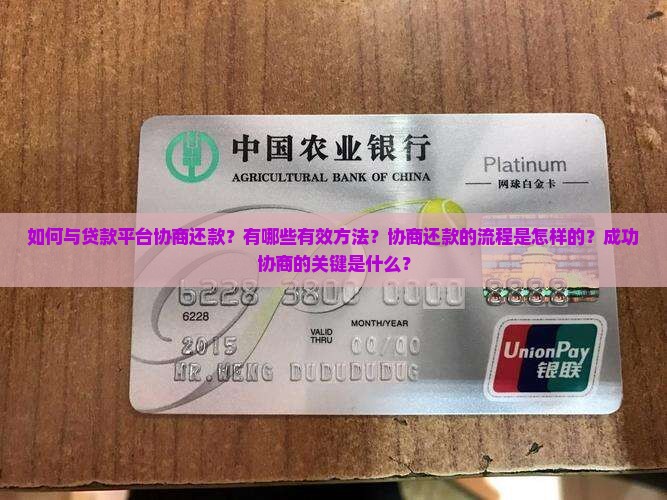 中国农业银行
AGRICULTURAL BANK OF CHINA
Platinum
网球白金卡
如何与贷款平台协商还款？有哪些有效方法？协商还款的流程是怎样的？成功
协商的关键是什么？
6228 3800 0000
6228
VALID THRU
MONTH/YEAR
2015
00/00
MR.WENG DUDUDUDUG
UnionPay
银联